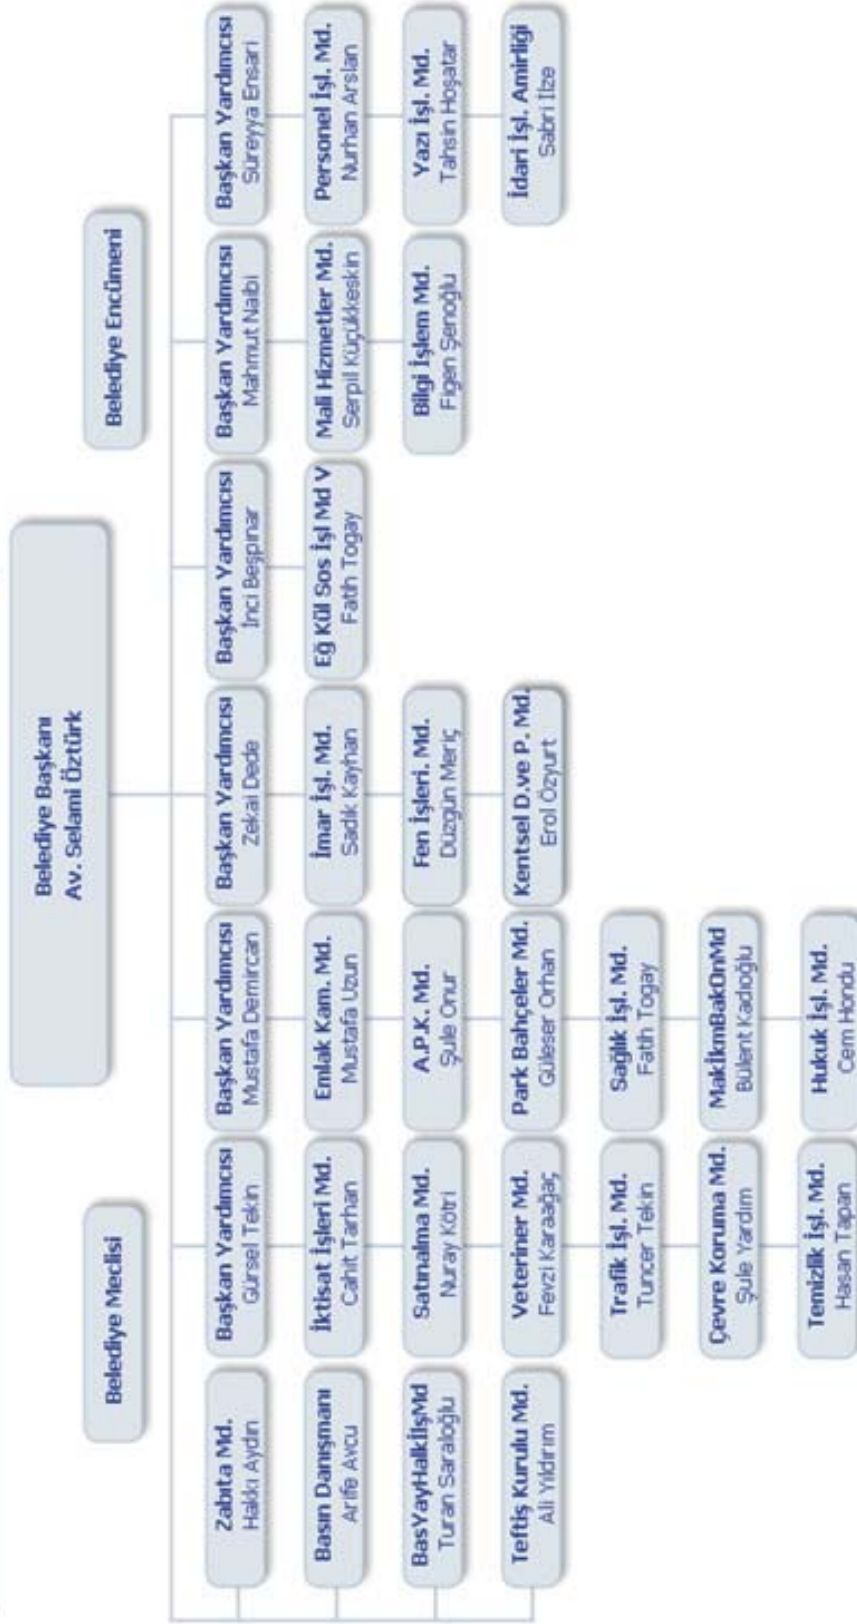 Belediye Başkanı
Av. Selami Öztürk
Belediye Meclisi
Belediye Encümeni
Zabıta Md.
Hakkı Aydın
Basın Danışmanı
Arife Avcu
BasYayHalkİlşMd
Turan Saraloğlu
Teftiş Kurulu Md.
Ali Yıldırım
Başkan Yardımcısı
Gürsel Tekin
İktisat İşleri Md.
Cahit Tarhan
Satınalma Md.
Nuray Kötri
Veteriner Md.
Fevzi Karaağaç
Trafik İşl. Md.
Tuncer Tekin
Çevre Koruma Md.
Şule Yardım
Temizlik İşl. Md.
Hasan Tapan
Başkan Yardımcısı
Mustafa Demircan
Emlak Kam. Md.
Mustafa Uzun
A.P.K. Md.
Şule Onur
Park Bahçeler Md.
Güleser Orhan
Sağlık İşl. Md.
Fatih Togay
MakİkmBakOnMd
Bülent Kadıoğlu
Hukuk İşl. Md.
Cem Hondu
Başkan Yardımcısı
Zekai Dede
İmar İşl. Md.
Sadık Kayhan
Fen İşleri. Md.
Düzgün Meriç
Kentsel D.ve P. Md.
Erol Özyurt
Başkan Yardımcısı
İnci Beşpınar
Eğ Kül Sos İşl Md V
Fatih Togay
Başkan Yardımcısı
Mahmut Naibi
Mali Hizmetler Md.
Serpil Küçükkeskin
Bilgi İşlem Md.
Figen Şenoğlu
Başkan Yardımcısı
Süreyya Ensari
Personel İşl. Md.
Nurhan Arslan
Yazı İşl. Md.
Tahsin Hoşatar
İdari İşl. Amirliği
Sabri İlze